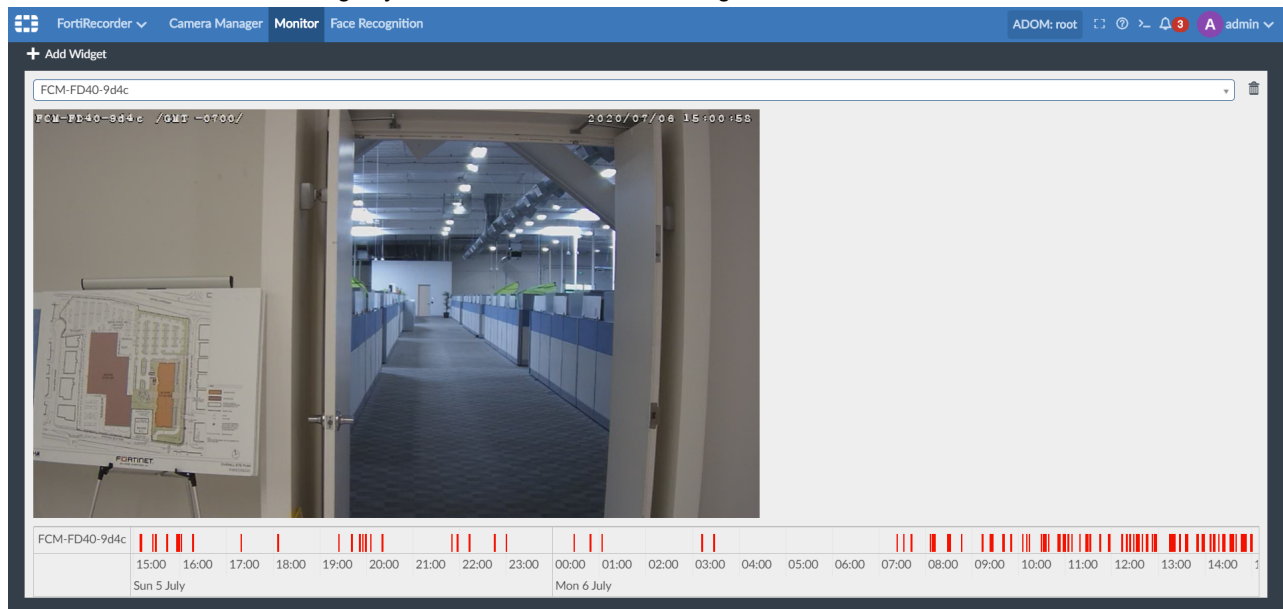 FortiRecorder Camera Manager Monitor Face Recognition ADOM: root 3 A admin
+ Add Widget
FCM-FD40-9d4c
FCM-FD40-9d4c /GMT -0700/ 2020/07/06 15:00:58
FORTINET
FCM-FD40-9d4c
15:00 16:00 17:00 18:00 19:00 20:00 21:00 22:00 23:00 00:00 01:00 02:00 03:00 04:00 05:00 06:00 07:00 08:00 09:00 10:00 11:00 12:00 13:00 14:00
Sun 5 July Mon 6 July